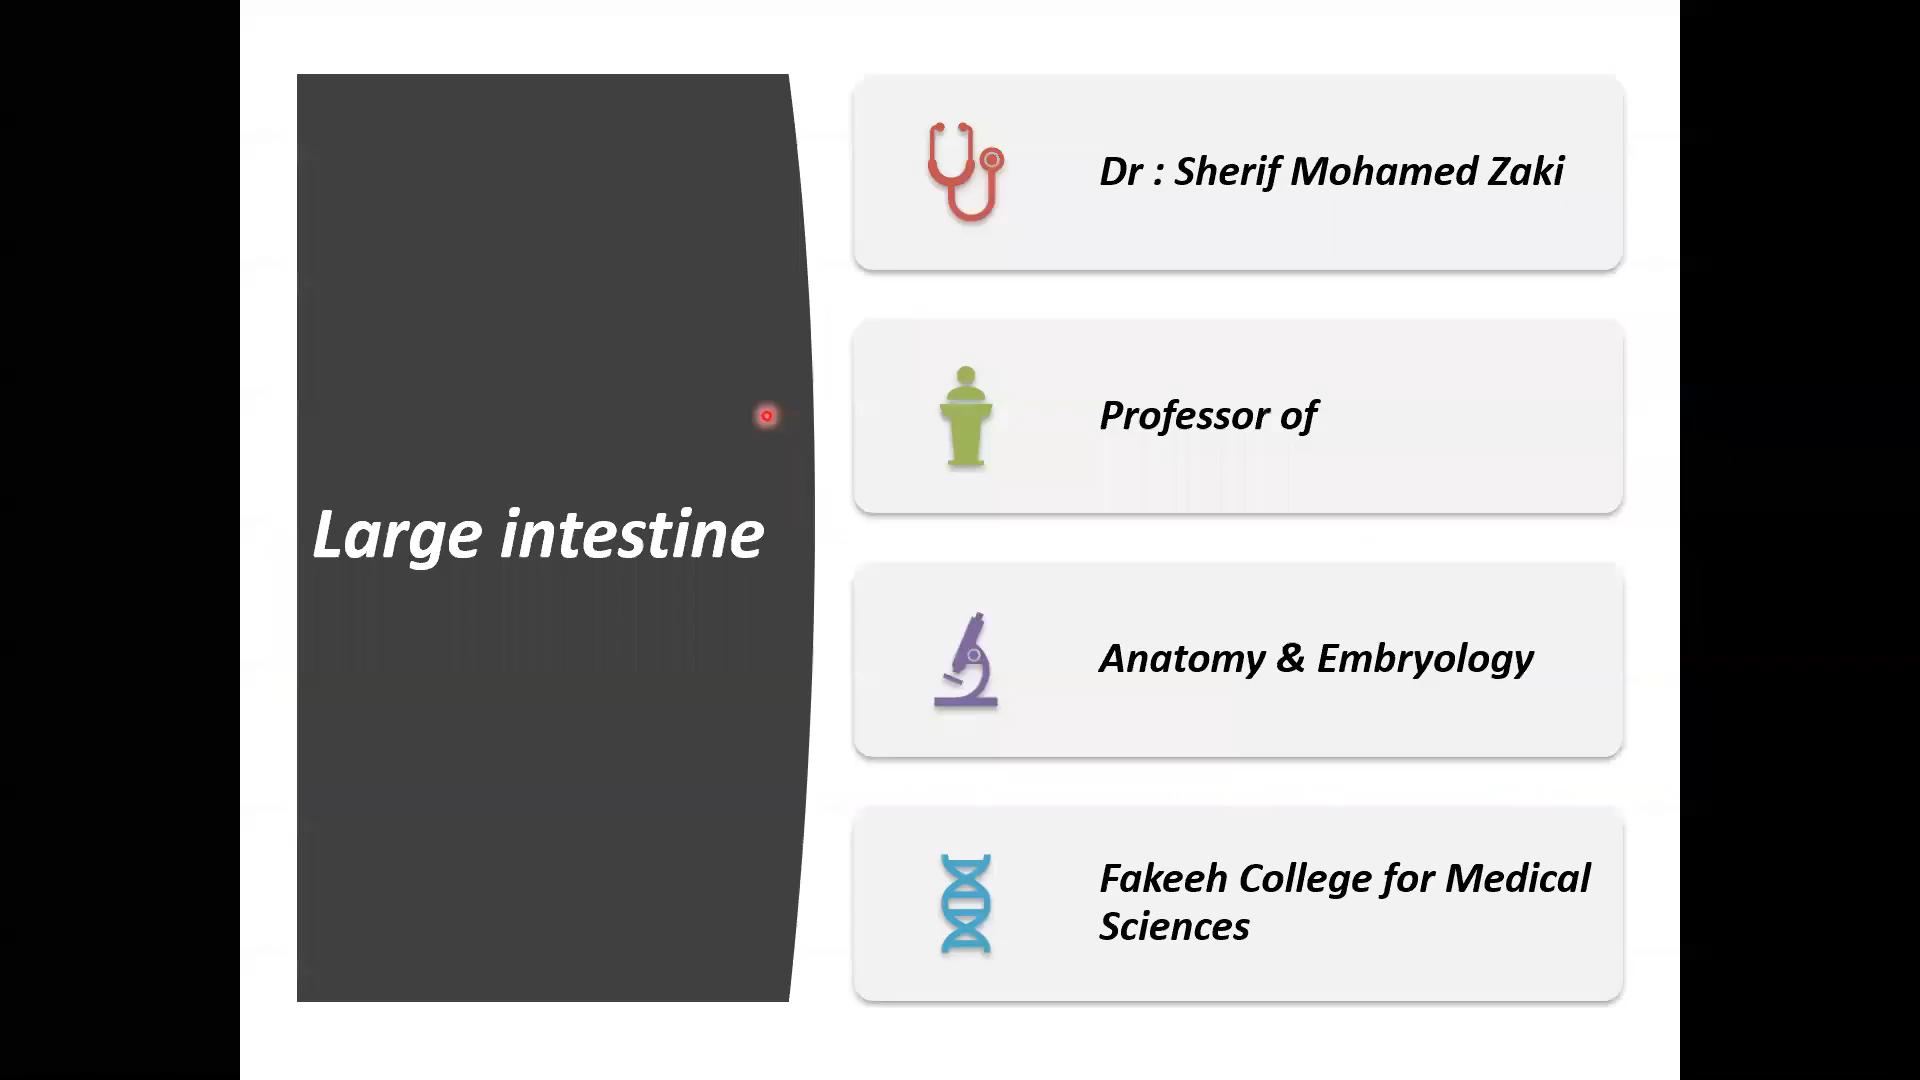 Large intestine
Dr : Sherif Mohamed Zaki
Professor of
Anatomy & Embryology
Fakeeh College for Medical
Sciences